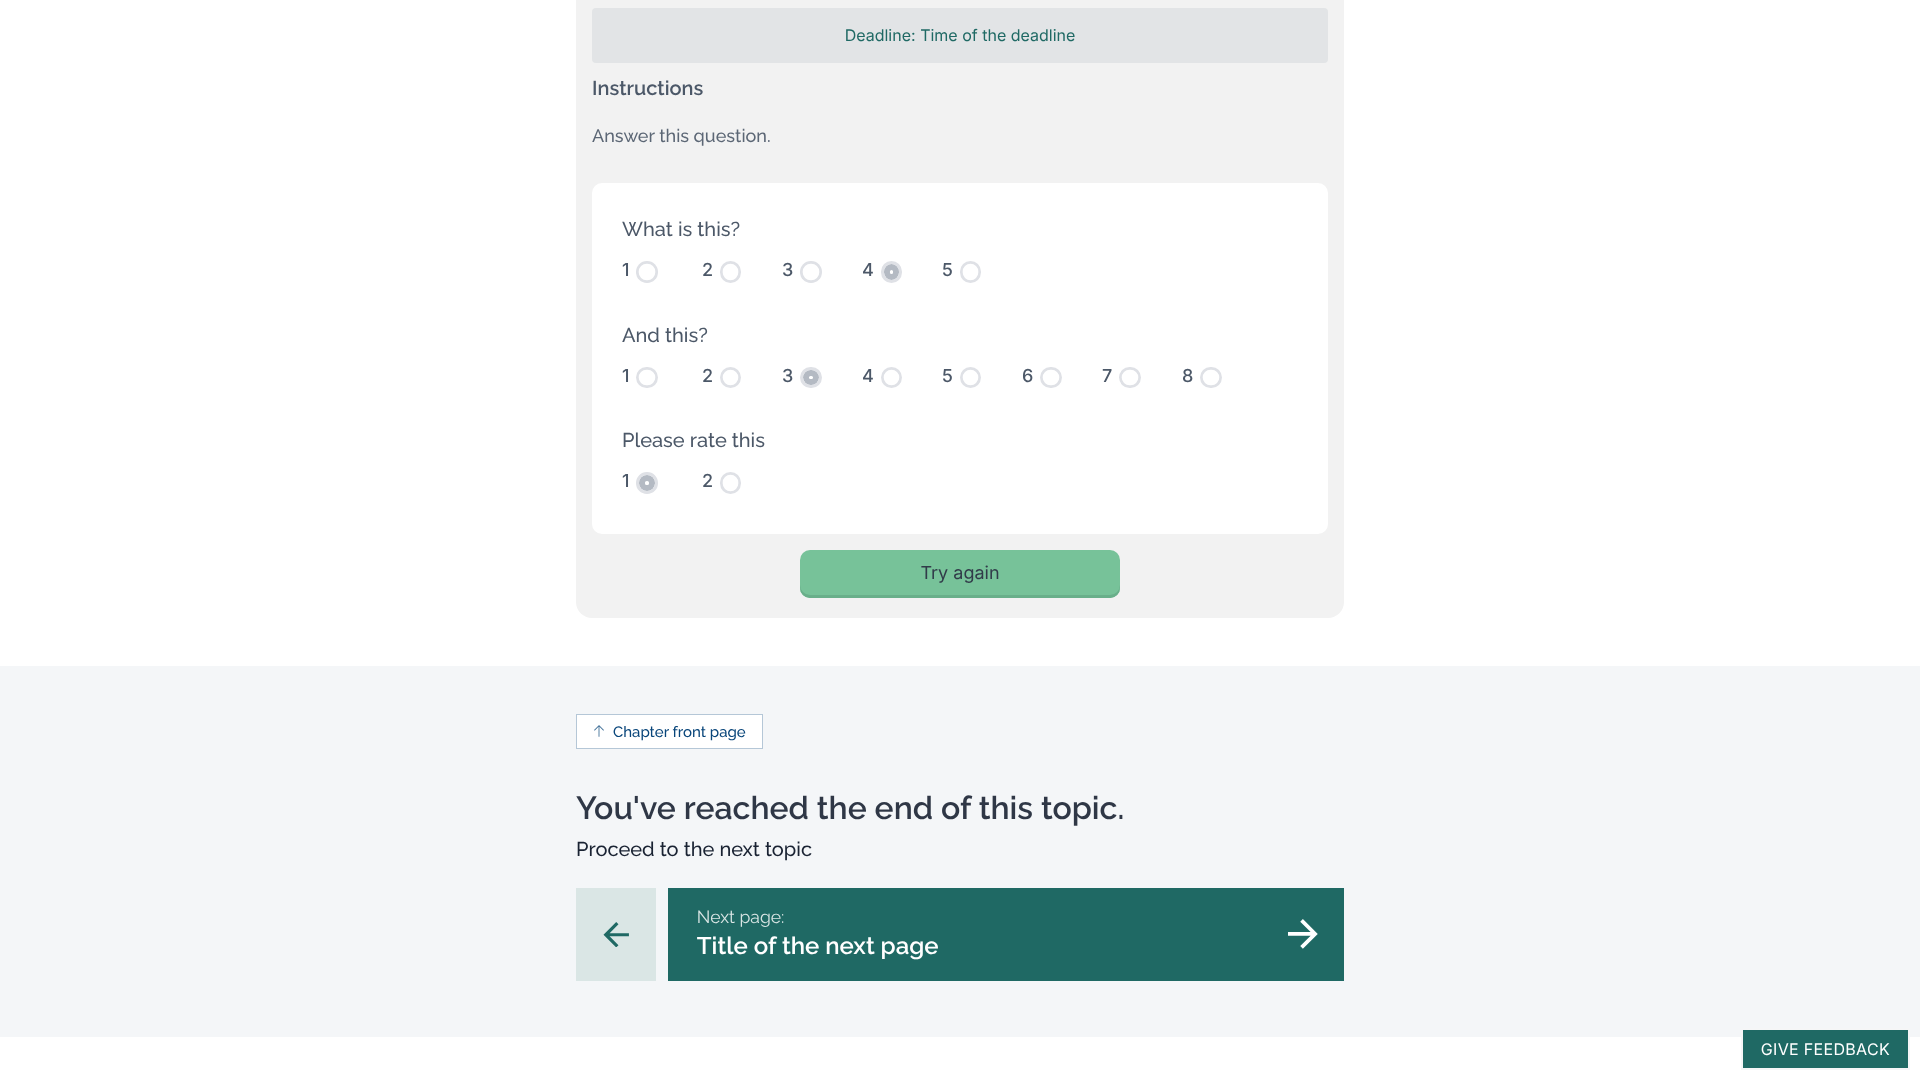 Deadline: Time of the deadline
Instructions
Answer this question.
What is this?
1 2 3 4 5
And this?
1 2 3 4 5 6 7 8
Please rate this
1 2
Try again
Chapter front page
You've reached the end of this topic.
Proceed to the next topic
Next page:
Title of the next page
GIVE FEEDBACK